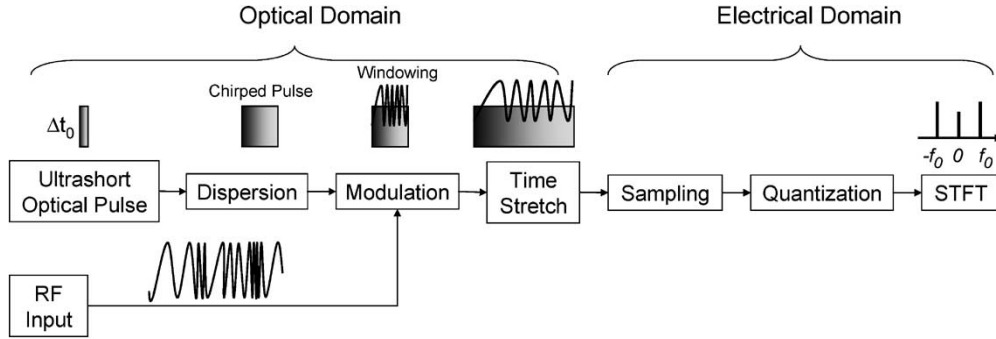 Optical Domain
Electrical Domain
Windowing
Chirped Pulse
Δt0
-f0 0 f0
Ultrashort
Optical Pulse
Dispersion
Modulation
Time
Stretch
Sampling
Quantization
STFT
RF
Input